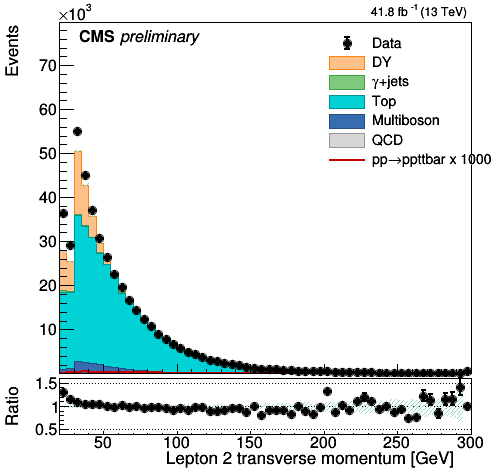 ×10³
41.8 fb⁻¹ (13 TeV)
CMS preliminary
Events
70
60
50
40
30
20
10
Data
DY
γ+jets
Top
Multiboson
QCD
pp→ppttbar x 1000
Ratio
1.5
1
0.5
50 100 150 200 250 300
Lepton 2 transverse momentum [GeV]